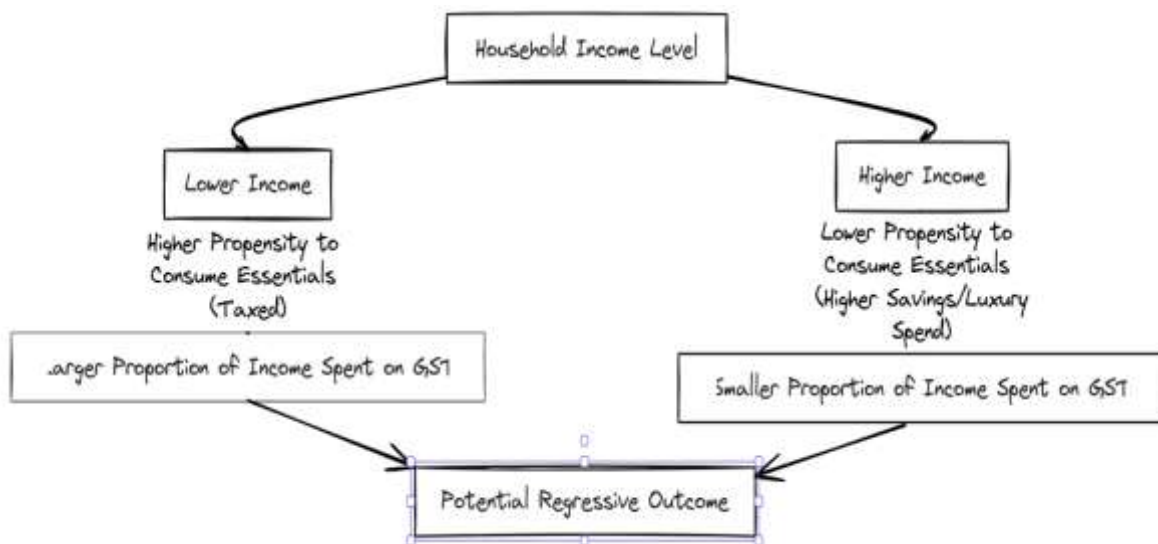 Household Income Level
Lower Income
Higher Income
Higher Propensity to
Consume Essentials
(Taxed)
Lower Propensity to
Consume Essentials
(Higher Savings/Luxury
Spend)
.arger Proportion of Income Spent on GST
Smaller Proportion of Income Spent on GST
Potential Regressive Outcome